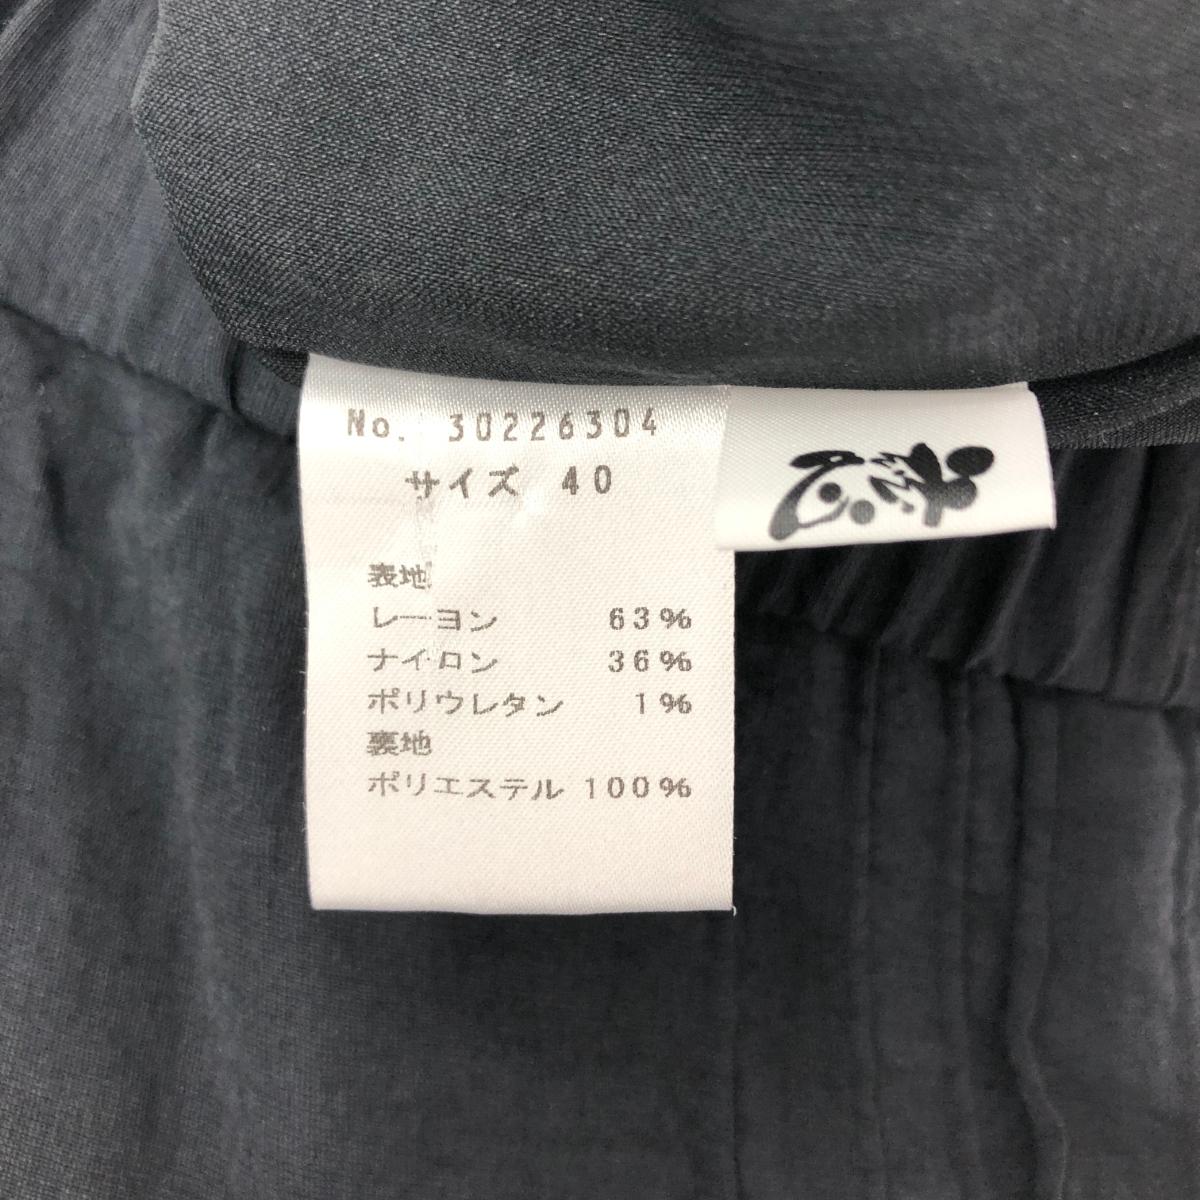 No. 30226304
サイズ 40
表地
レーヨン 63%
ナイロン 36%
ポリウレタン 1%
裏地
ポリエステル 100%